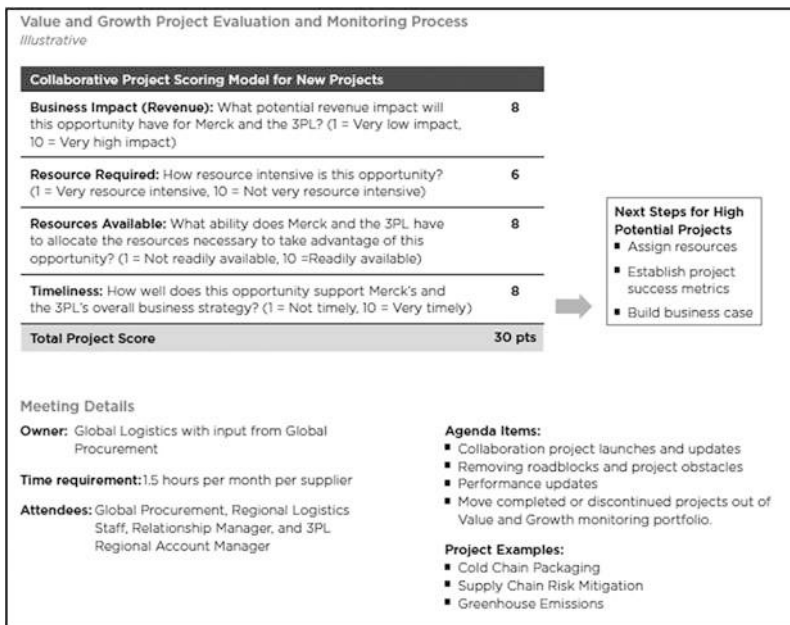 Value and Growth Project Evaluation and Monitoring Process
Illustrative
Collaborative Project Scoring Model for New Projects
Business Impact (Revenue): What potential revenue impact will 8
this opportunity have for Merck and the 3PL? (1 = Very low impact,
10 = Very high impact)
Resource Required: How resource intensive is this opportunity? 6
(1 = Very resource intensive, 10 = Not very resource intensive)
Resources Available: What ability does Merck and the 3PL have 8
to allocate the resources necessary to take advantage of this
opportunity? (1 = Not readily available, 10 =Readily available)
Timeliness: How well does this opportunity support Merck's and 8
the 3PL's overall business strategy? (1 = Not timely, 10 = Very timely)
Total Project Score 30 pts
Next Steps for High
Potential Projects
▪ Assign resources
▪ Establish project
success metrics
▪ Build business case
Meeting Details
Owner: Global Logistics with input from Global
Procurement
Time requirement:1.5 hours per month per supplier
Attendees: Global Procurement, Regional Logistics
Staff, Relationship Manager, and 3PL
Regional Account Manager
Agenda Items:
▪ Collaboration project launches and updates
▪ Removing roadblocks and project obstacles
▪ Performance updates
▪ Move completed or discontinued projects out of
Value and Growth monitoring portfolio.
Project Examples:
▪ Cold Chain Packaging
▪ Supply Chain Risk Mitigation
▪ Greenhouse Emissions